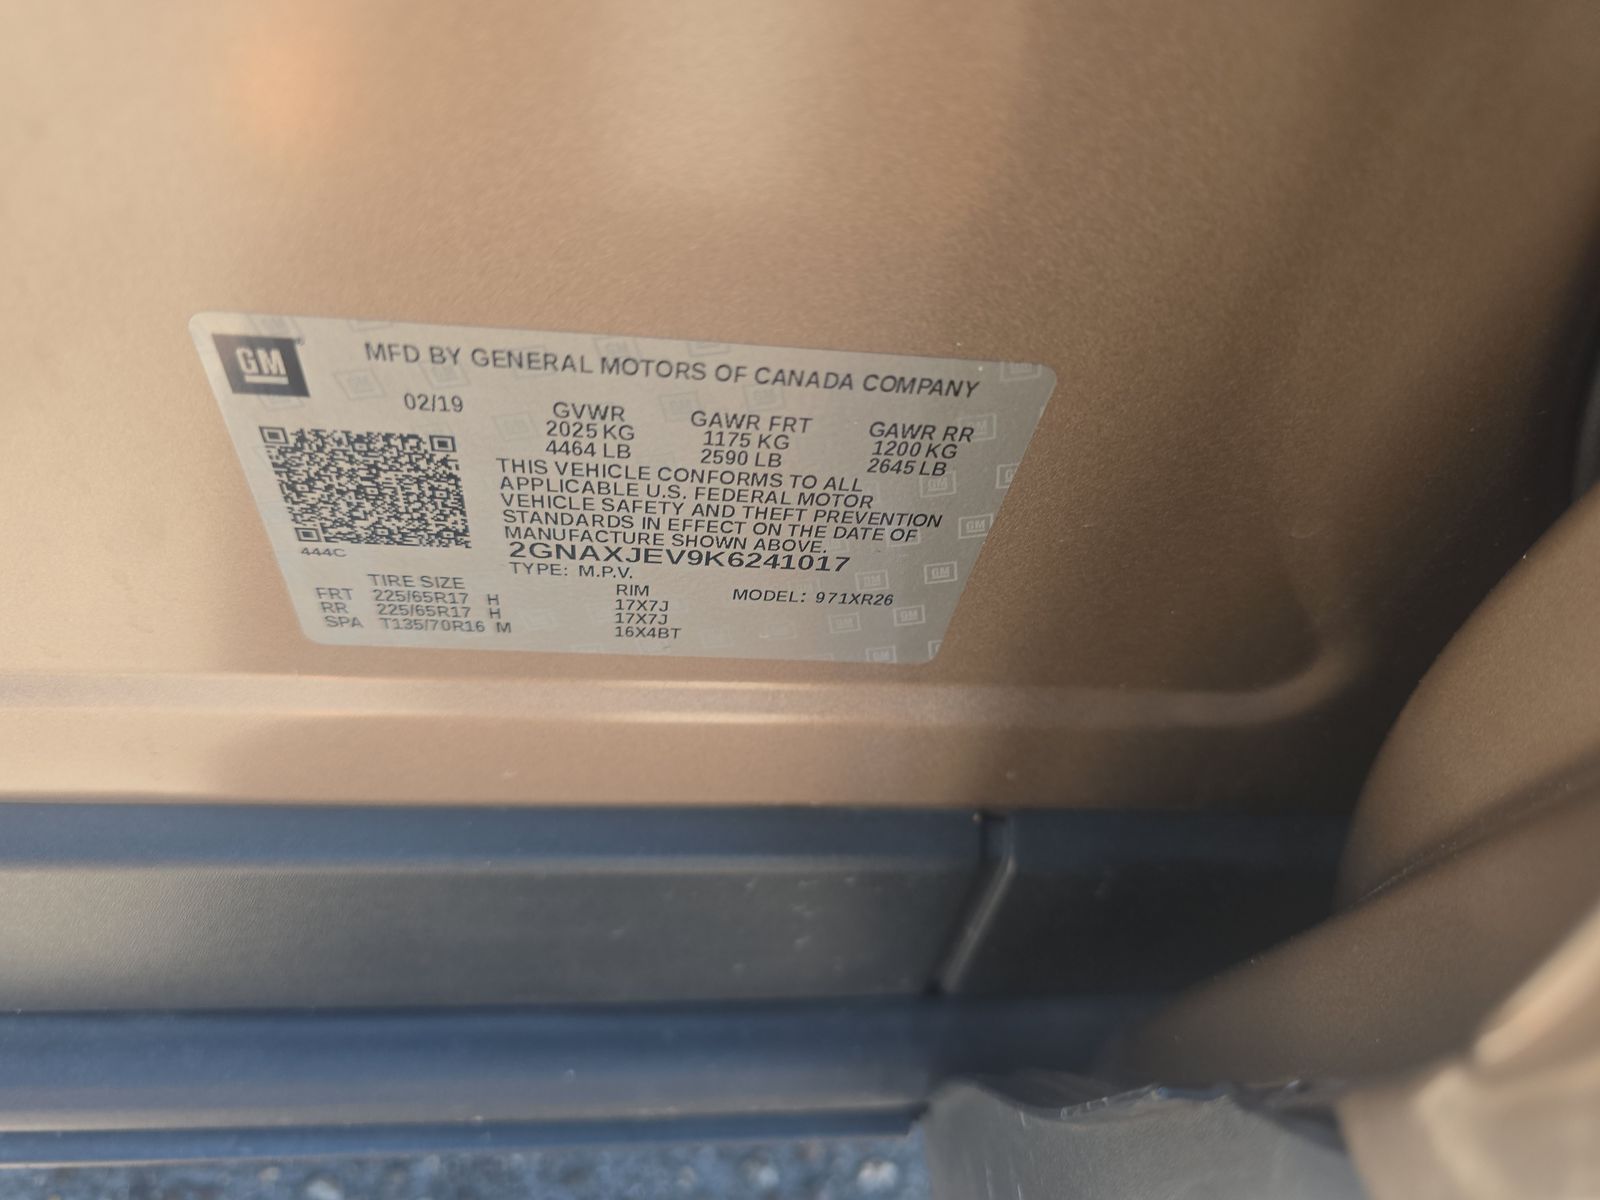 GM
MFD BY GENERAL MOTORS OF CANADA COMPANY
02/19
GVWR GAWR FRT GAWR RR
2025 KG 1175 KG 1200 KG
4464 LB 2590 LB 2645 LB
THIS VEHICLE CONFORMS TO ALL
APPLICABLE U.S. FEDERAL MOTOR
VEHICLE SAFETY AND THEFT PREVENTION
STANDARDS IN EFFECT ON THE DATE OF
MANUFACTURE SHOWN ABOVE.
444C
2GNAXJEV9K6241017
TYPE: M.P.V.
TIRE SIZE RIM MODEL: 971XR26
FRT 225/65R17 H 17X7J
RR 225/65R17 H 17X7J
SPA T135/70R16 M 16X4BT